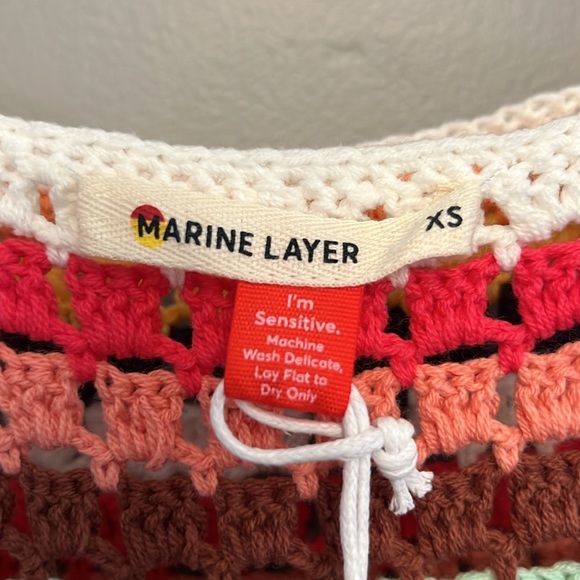 MARINE LAYER
XS
I'm
Sensitive.
Machine
Wash Delicate,
Lay Flat to
Dry Only